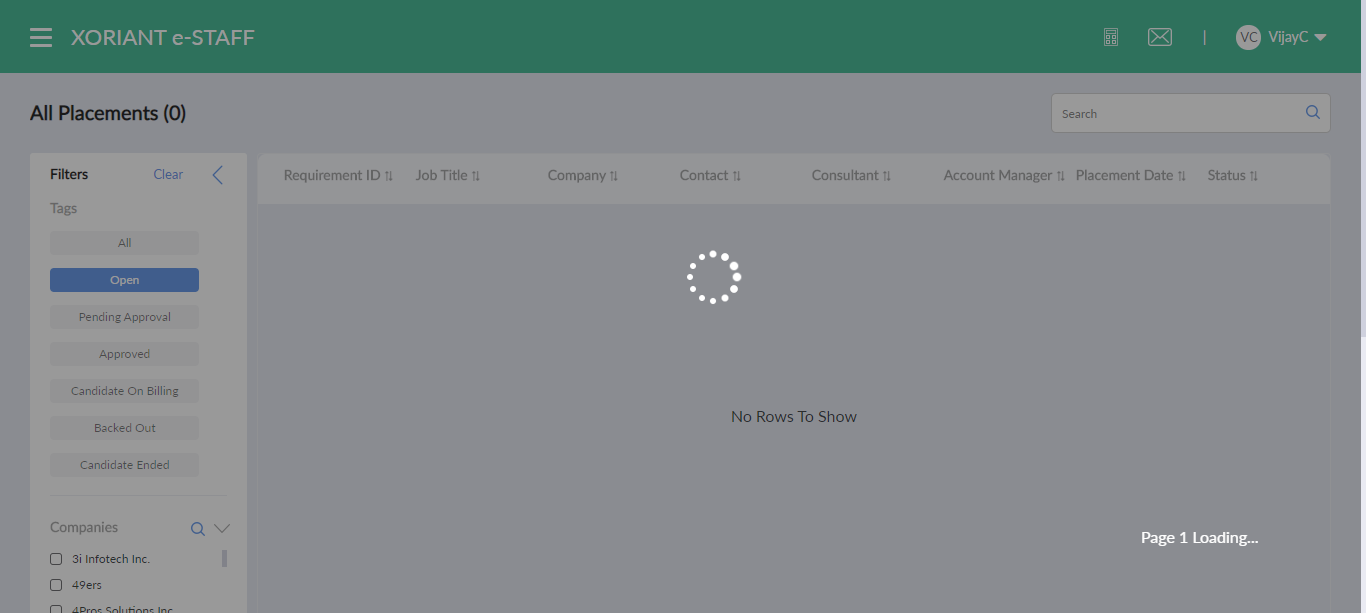 XORIANT e-STAFF
VC VijayC
All Placements (0)
Search
Filters Clear
Tags
All
Open
Pending Approval
Approved
Candidate On Billing
Backed Out
Candidate Ended
Companies
3i Infotech Inc.
49ers
4Pros Solutions Inc
Requirement ID Job Title Company Contact Consultant Account Manager Placement Date Status
No Rows To Show
Page 1 Loading...